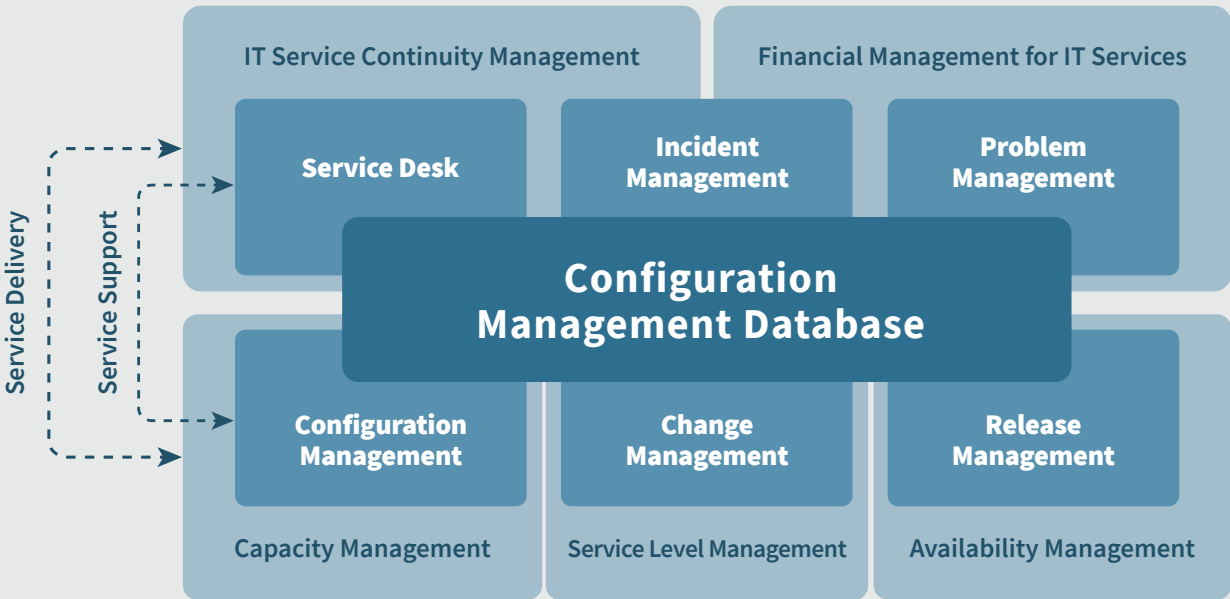 IT Service Continuity Management
Financial Management for IT Services
Service Desk
Incident
Management
Problem
Management
Service Delivery
Service Support
Configuration
Management Database
Configuration
Management
Change
Management
Release
Management
Capacity Management
Service Level Management
Availability Management